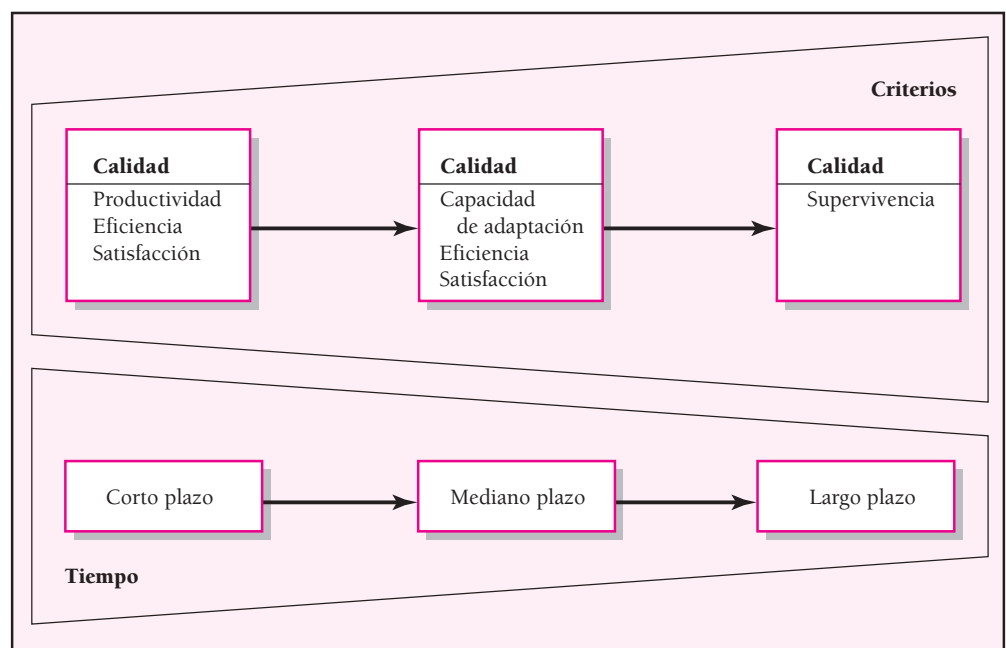 Criterios
Calidad
Productividad
Eficiencia
Satisfacción
Calidad
Capacidad
de adaptación
Eficiencia
Satisfacción
Calidad
Supervivencia
Corto plazo
Mediano plazo
Largo plazo
Tiempo